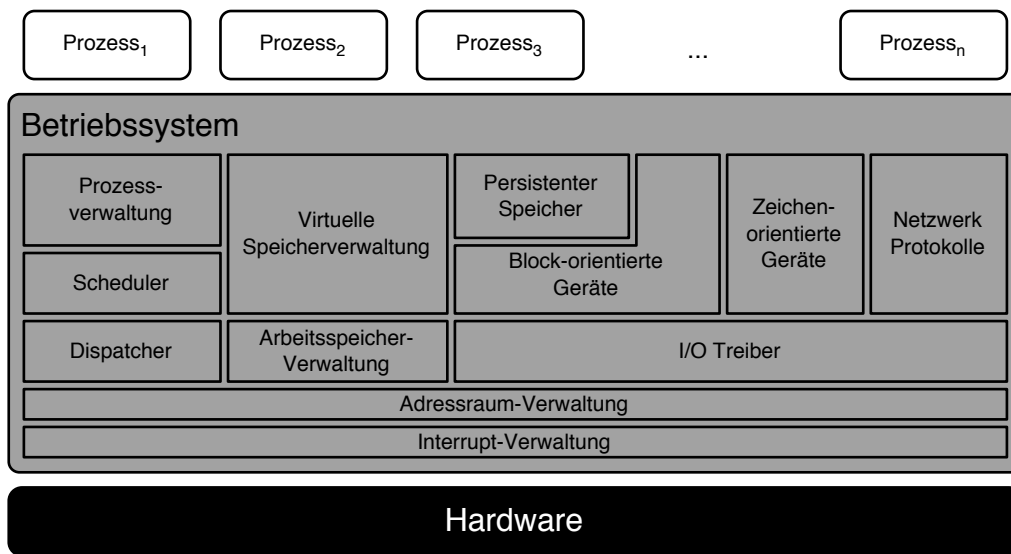 Prozess₁
Prozess₂
Prozess₃
...
Prozessₙ
Betriebssystem
Prozess-
verwaltung
Scheduler
Dispatcher
Virtuelle
Speicherverwaltung
Arbeitsspeicher-
Verwaltung
Persistenter
Speicher
Block-orientierte
Geräte
Zeichen-
orientierte
Geräte
Netzwerk
Protokolle
I/O Treiber
Adressraum-Verwaltung
Interrupt-Verwaltung
Hardware